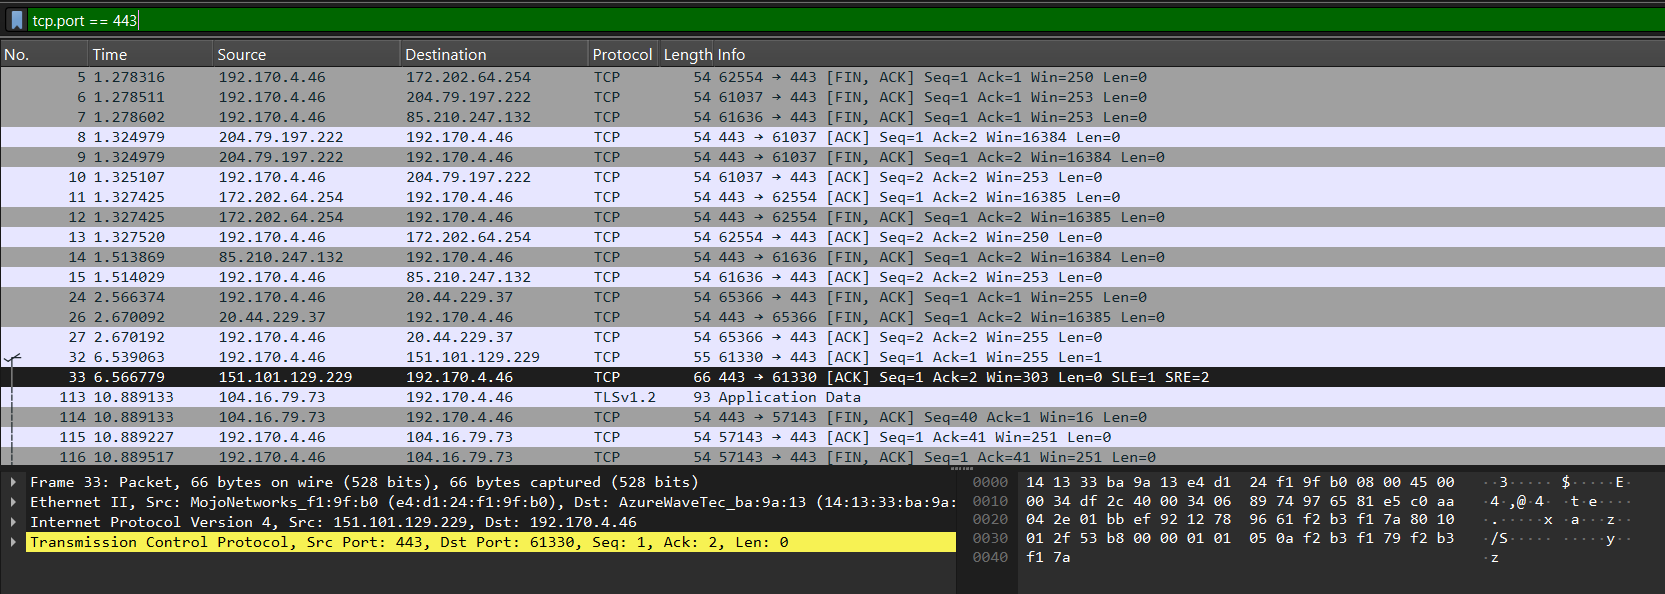 tcp.port == 443
No. Time Source Destination Protocol Length Info
5 1.278316 192.170.4.46 172.202.64.254 TCP 54 62554 → 443 [FIN, ACK] Seq=1 Ack=1 Win=250 Len=0
6 1.278511 192.170.4.46 204.79.197.222 TCP 54 61037 → 443 [FIN, ACK] Seq=1 Ack=1 Win=253 Len=0
7 1.278602 192.170.4.46 85.210.247.132 TCP 54 61636 → 443 [FIN, ACK] Seq=1 Ack=1 Win=253 Len=0
8 1.324979 204.79.197.222 192.170.4.46 TCP 54 443 → 61037 [ACK] Seq=1 Ack=2 Win=16384 Len=0
9 1.324979 204.79.197.222 192.170.4.46 TCP 54 443 → 61037 [FIN, ACK] Seq=1 Ack=2 Win=16384 Len=0
10 1.325107 192.170.4.46 204.79.197.222 TCP 54 61037 → 443 [ACK] Seq=2 Ack=2 Win=253 Len=0
11 1.327425 172.202.64.254 192.170.4.46 TCP 54 443 → 62554 [ACK] Seq=1 Ack=2 Win=16385 Len=0
12 1.327425 172.202.64.254 192.170.4.46 TCP 54 443 → 62554 [FIN, ACK] Seq=1 Ack=2 Win=16385 Len=0
13 1.327520 192.170.4.46 172.202.64.254 TCP 54 62554 → 443 [ACK] Seq=2 Ack=2 Win=250 Len=0
14 1.513869 85.210.247.132 192.170.4.46 TCP 54 443 → 61636 [FIN, ACK] Seq=1 Ack=2 Win=16384 Len=0
15 1.514029 192.170.4.46 85.210.247.132 TCP 54 61636 → 443 [ACK] Seq=2 Ack=2 Win=253 Len=0
24 2.566374 192.170.4.46 20.44.229.37 TCP 54 65366 → 443 [FIN, ACK] Seq=1 Ack=1 Win=255 Len=0
26 2.670092 20.44.229.37 192.170.4.46 TCP 54 443 → 65366 [FIN, ACK] Seq=1 Ack=2 Win=16385 Len=0
27 2.670192 192.170.4.46 20.44.229.37 TCP 54 65366 → 443 [ACK] Seq=2 Ack=2 Win=255 Len=0
32 6.539063 192.170.4.46 151.101.129.229 TCP 55 61330 → 443 [ACK] Seq=1 Ack=1 Win=255 Len=1
33 6.566779 151.101.129.229 192.170.4.46 TCP 66 443 → 61330 [ACK] Seq=1 Ack=2 Win=303 Len=0 SLE=1 SRE=2
113 10.889133 104.16.79.73 192.170.4.46 TLSv1.2 93 Application Data
114 10.889133 104.16.79.73 192.170.4.46 TCP 54 443 → 57143 [FIN, ACK] Seq=40 Ack=1 Win=16 Len=0
115 10.889227 192.170.4.46 104.16.79.73 TCP 54 57143 → 443 [ACK] Seq=1 Ack=41 Win=251 Len=0
116 10.889517 192.170.4.46 104.16.79.73 TCP 54 57143 → 443 [FIN, ACK] Seq=1 Ack=41 Win=251 Len=0
Frame 33: Packet, 66 bytes on wire (528 bits), 66 bytes captured (528 bits)
Ethernet II, Src: MojoNetworks_f1:9f:b0 (e4:d1:24:f1:9f:b0), Dst: AzureWaveTec_ba:9a:13 (14:13:33:ba:9a:
Internet Protocol Version 4, Src: 151.101.129.229, Dst: 192.170.4.46
Transmission Control Protocol, Src Port: 443, Dst Port: 61330, Seq: 1, Ack: 2, Len: 0
0000 14 13 33 ba 9a 13 e4 d1 24 f1 9f b0 08 00 45 00 ··3····· $·····E·
0010 00 34 df 2c 40 00 34 06 89 74 97 65 81 e5 c0 aa ·4·,@·4· ·t·e····
0020 04 2e 01 bb ef 92 12 78 96 61 f2 b3 f1 7a 80 10 ·.·····x ·a···z··
0030 01 2f 53 b8 00 00 01 01 05 0a f2 b3 f1 79 f2 b3 ·/S····· ·····y··
0040 f1 7a ·z